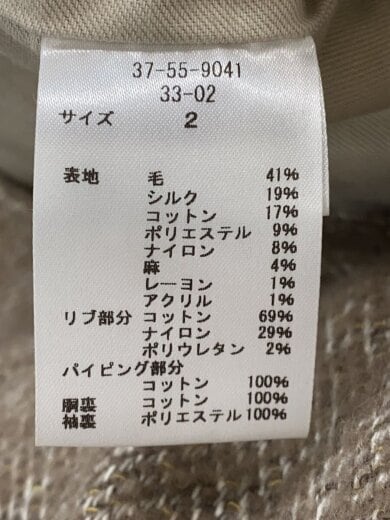 37-55-9041
33-02
サイズ 2
表地 毛 41%
シルク 19%
コットン 17%
ポリエステル 9%
ナイロン 8%
麻 4%
レーヨン 1%
アクリル 1%
リブ部分 コットン 69%
ナイロン 29%
ポリウレタン 2%
パイピング部分
コットン 100%
胴裏 コットン 100%
袖裏 ポリエステル 100%